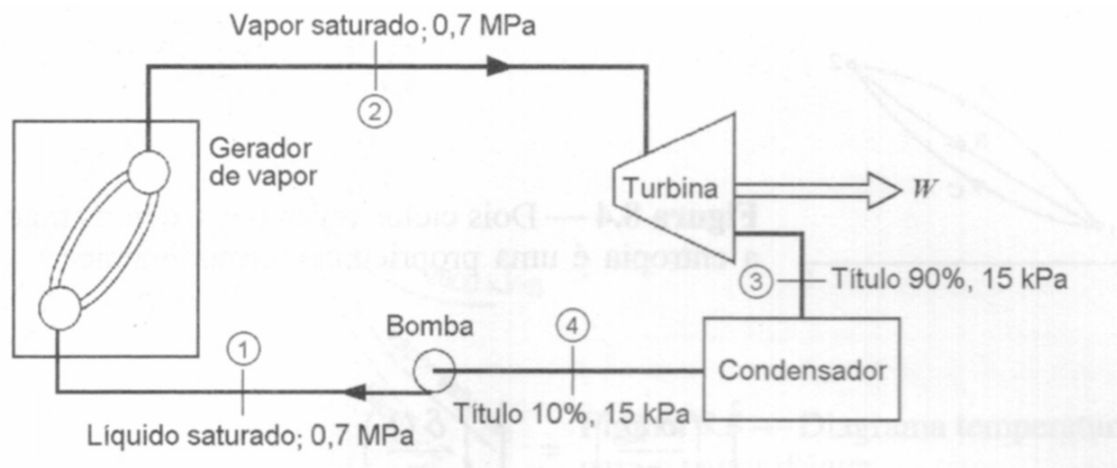 Vapor saturado; 0,7 MPa
2
Gerador
de vapor
Turbina
W
3
Título 90%, 15 kPa
Bomba
4
1
Condensador
Título 10%, 15 kPa
Líquido saturado; 0,7 MPa